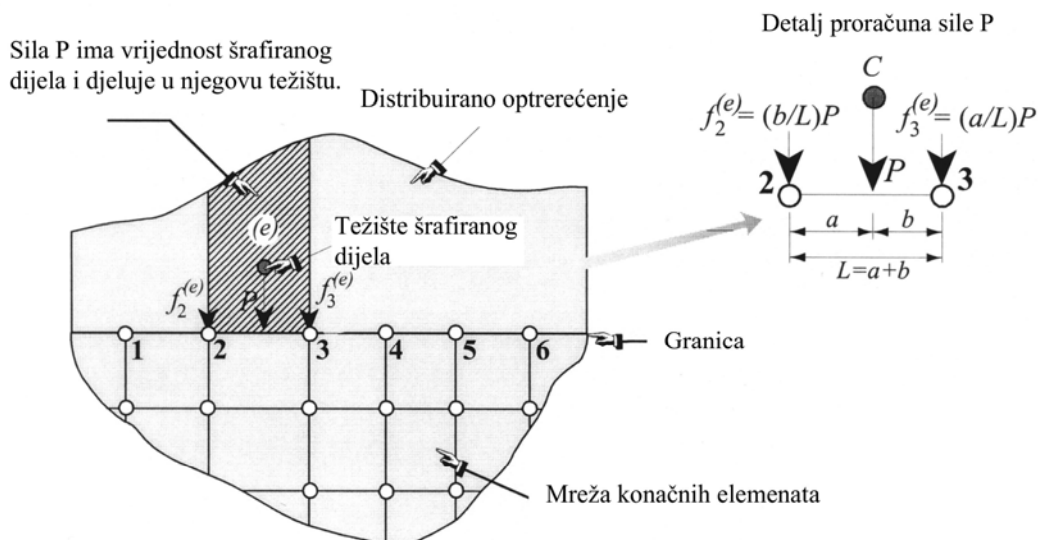 Detalj proračuna sile P
Sila P ima vrijednost šrafiranog
dijela i djeluje u njegovu težištu.
Distribuirano optrerećenje
C
f₂⁽ᵉ⁾= (b/L)P
f₃⁽ᵉ⁾= (a/L)P
P
2
3
a
b
L=a+b
(e)
Težište šrafiranog
dijela
f₂⁽ᵉ⁾
P
f₃⁽ᵉ⁾
Granica
1
2
3
4
5
6
Mreža konačnih elemenata